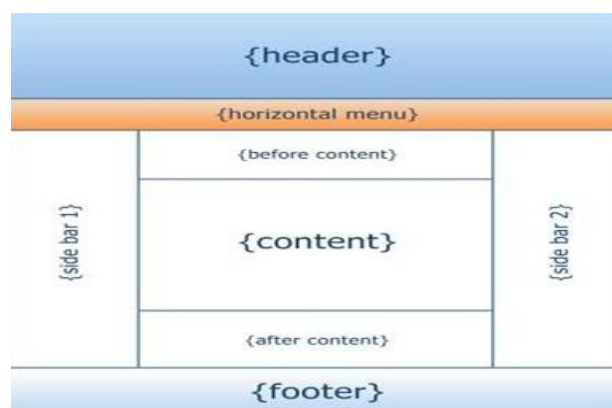 {header}
{horizontal menu}
{before content}
{side bar 1}
{content}
{side bar 2}
{after content}
{footer}